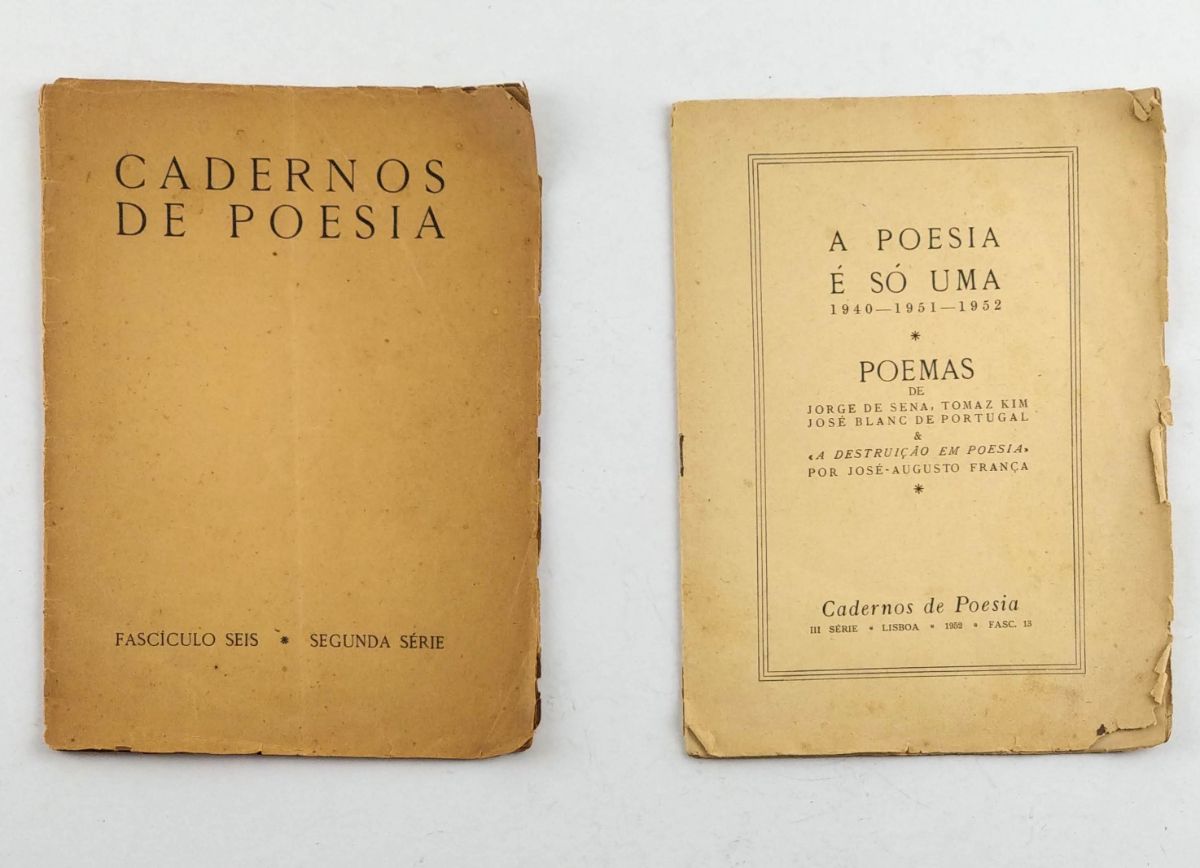 CADERNOS
DE POESIA
FASCÍCULO SEIS * SEGUNDA SÉRIE
A POESIA
É SÓ UMA
1940—1951—1952
*
POEMAS
DE
JORGE DE SENA, TOMAZ KIM
JOSÉ BLANC DE PORTUGAL
&
«A DESTRUIÇÃO EM POESIA»
POR JOSÉ-AUGUSTO FRANÇA
*
Cadernos de Poesia
III SÉRIE * LISBOA * 1952 * FASC. 13